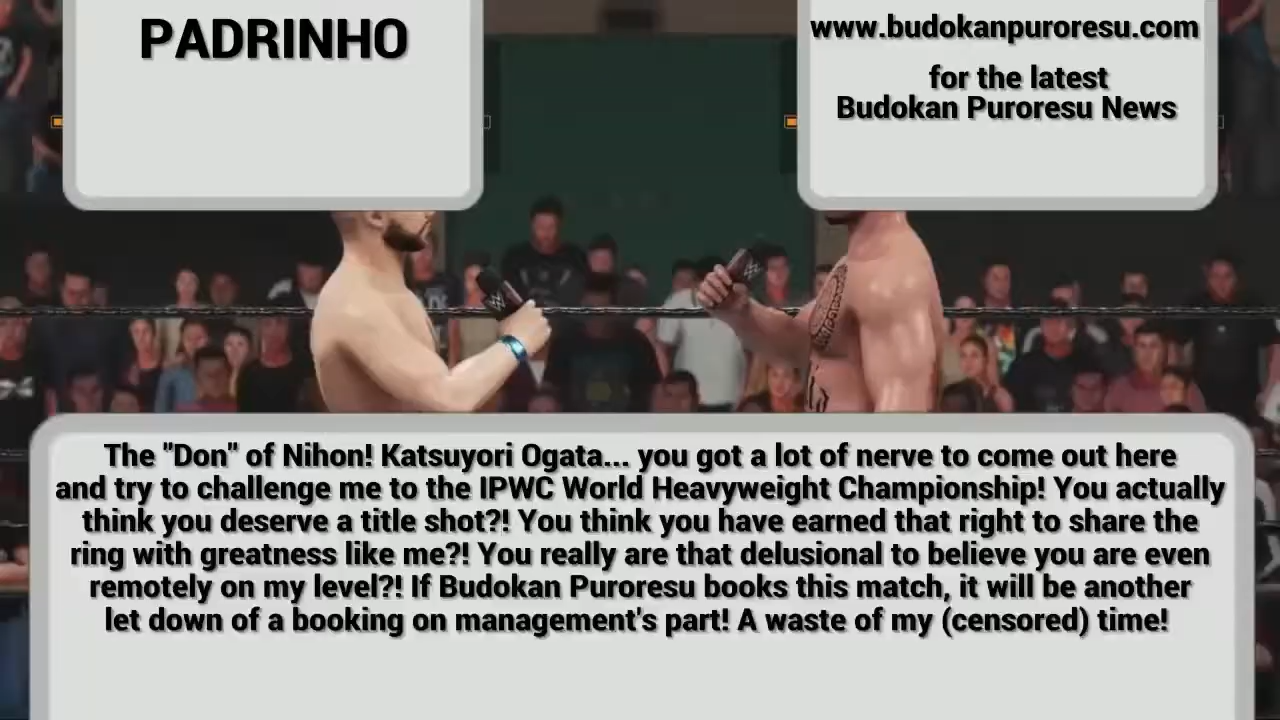 PADRINHO
www.budokanpuroresu.com
for the latest
Budokan Puroresu News
The "Don" of Nihon! Katsuyori Ogata... you got a lot of nerve to come out here
and try to challenge me to the IPWC World Heavyweight Championship! You actually
think you deserve a title shot?! You think you have earned that right to share the
ring with greatness like me?! You really are that delusional to believe you are even
remotely on my level?! If Budokan Puroresu books this match, it will be another
let down of a booking on management's part! A waste of my (censored) time!